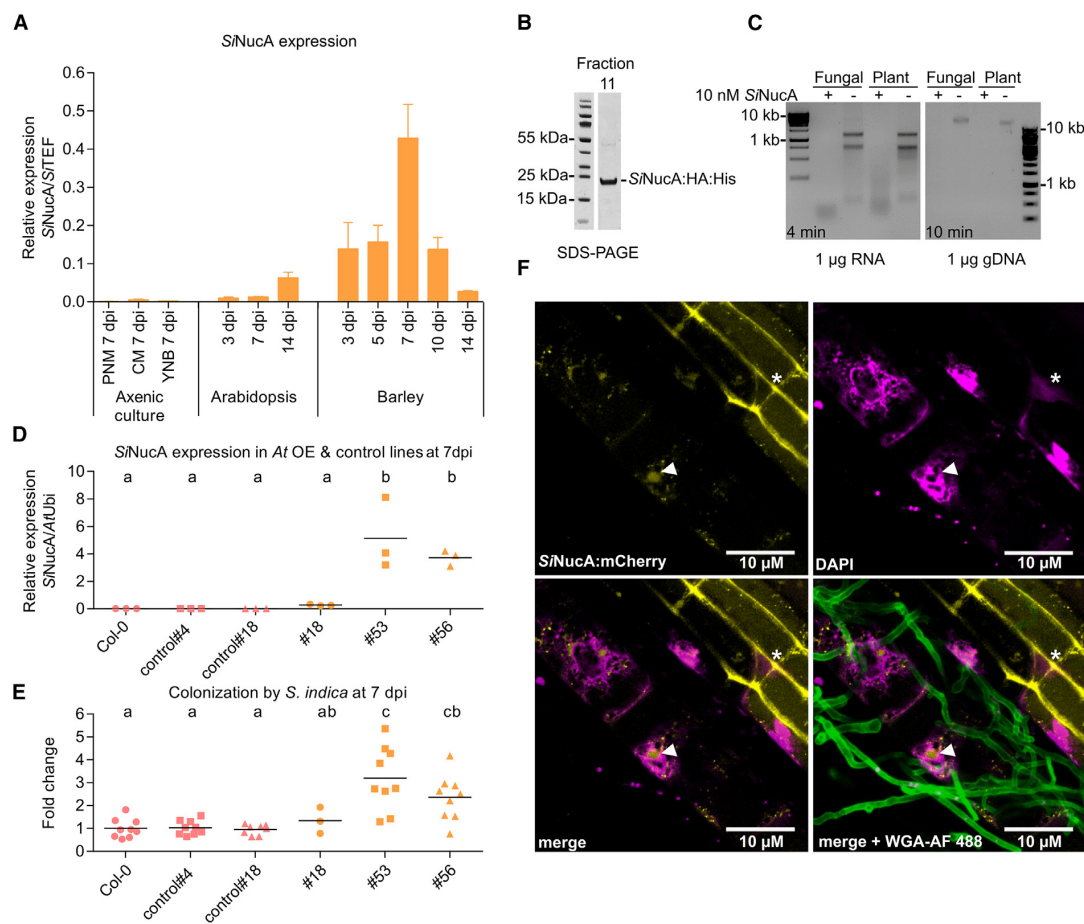 A
SiNucA expression
Relative expression
SiNucA/SiTEF
0.6
0.5
0.4
0.3
0.2
0.1
0.0
PNM 7 dpi
CM 7 dpi
YNB 7 dpi
3 dpi
7 dpi
14 dpi
3 dpi
5 dpi
7 dpi
10 dpi
14 dpi
Axenic
culture
Arabidopsis
Barley
B
Fraction
11
55 kDa
25 kDa
15 kDa
SiNucA:HA:His
SDS-PAGE
C
Fungal Plant Fungal Plant
10 nM SiNucA + - + - + - + -
10 kb
1 kb
10 kb
1 kb
4 min
10 min
1 µg RNA
1 µg gDNA
D
SiNucA expression in At OE & control lines at 7dpi
Relative expression
SiNucA/AtUbi
10
8
6
4
2
0
a a a a b b
Col-0
control#4
control#18
#18
#53
#56
E
Colonization by S. indica at 7 dpi
Fold change
6
5
4
3
2
1
0
a a a ab c cb
Col-0
control#4
control#18
#18
#53
#56
F
*
SiNucA:mCherry
10 µM
*
DAPI
10 µM
*
merge
10 µM
*
merge + WGA-AF 488
10 µM